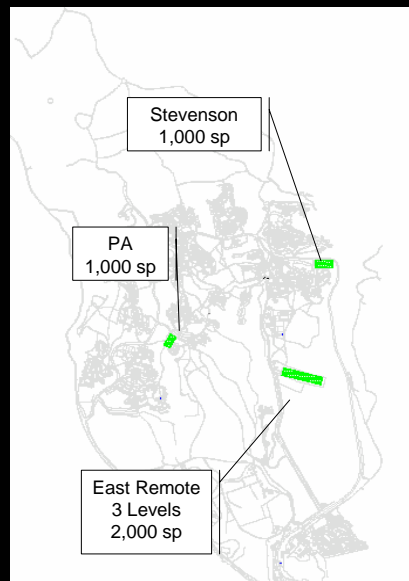 Stevenson
1,000 sp
PA
1,000 sp
East Remote
3 Levels
2,000 sp